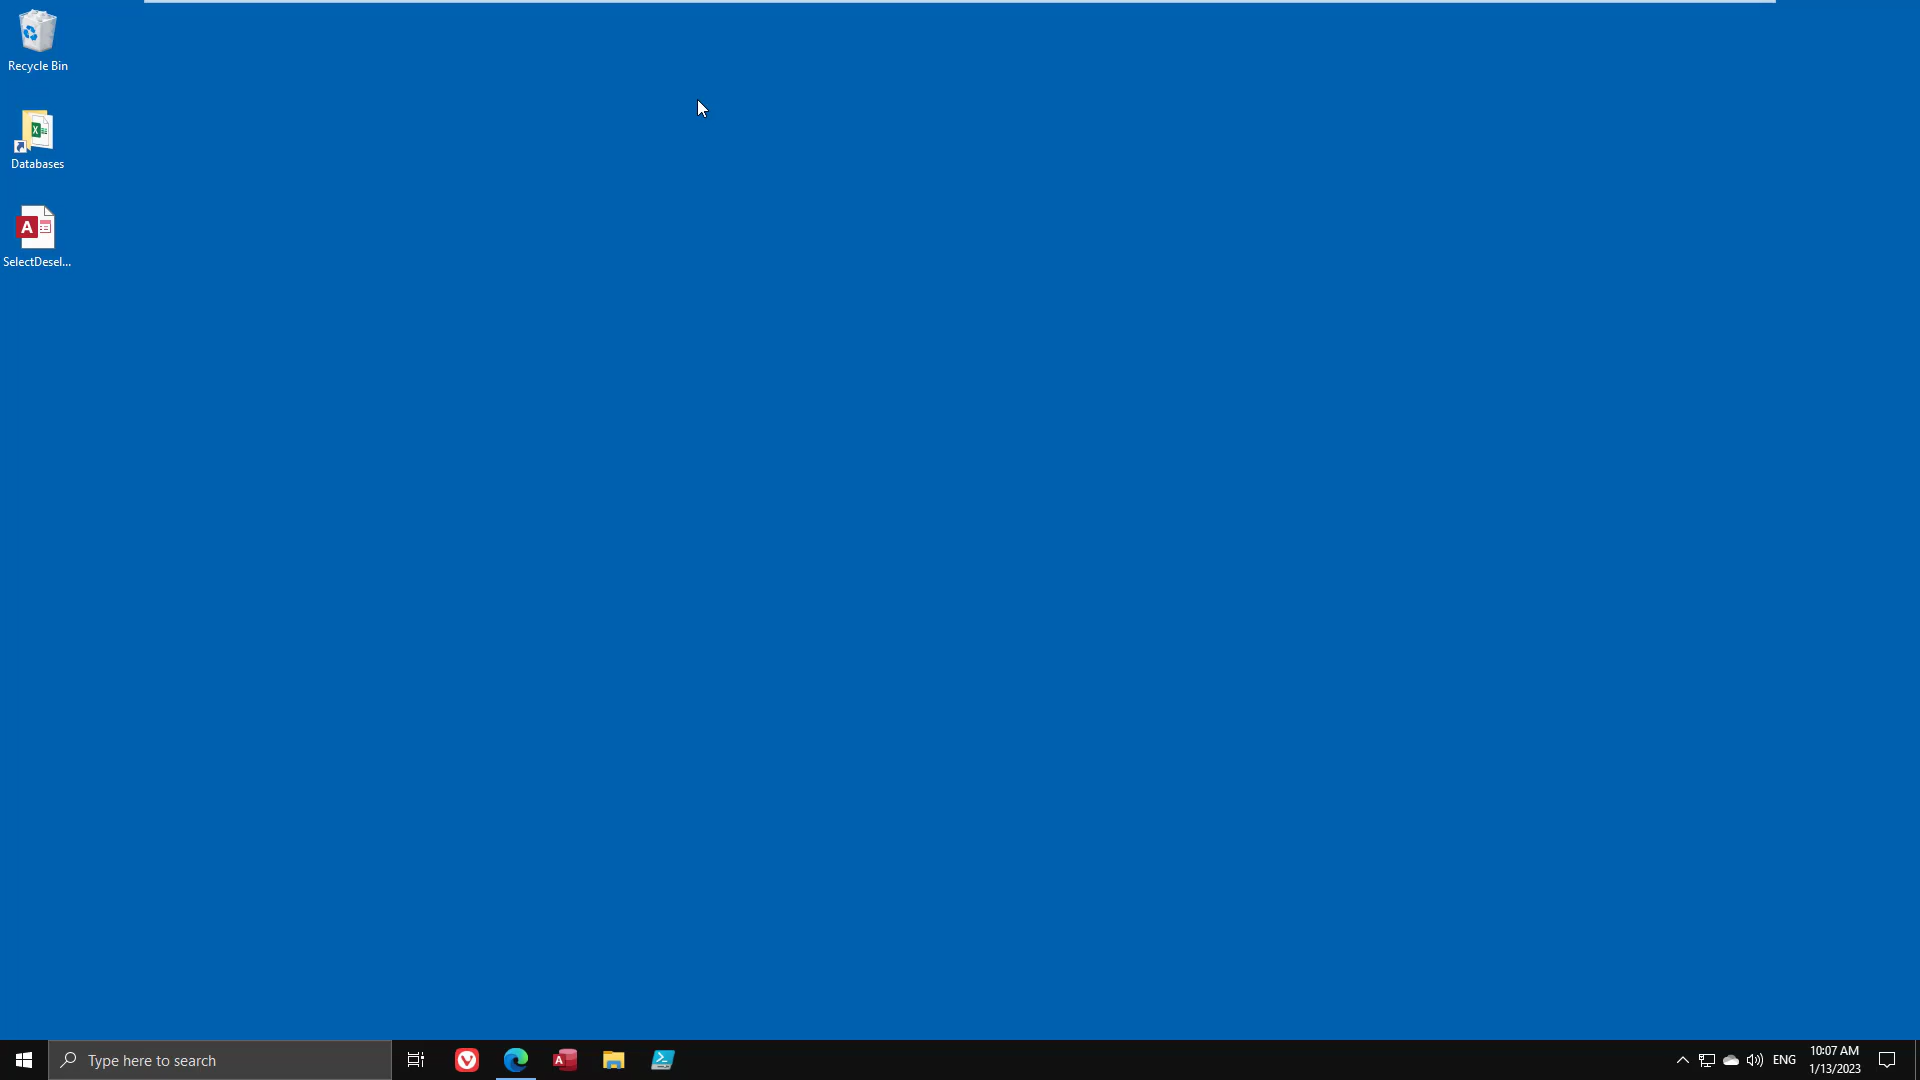 Recycle Bin
Databases
A
SelectDesel...
Type here to search
A
ENG
10:07 AM
1/13/2023